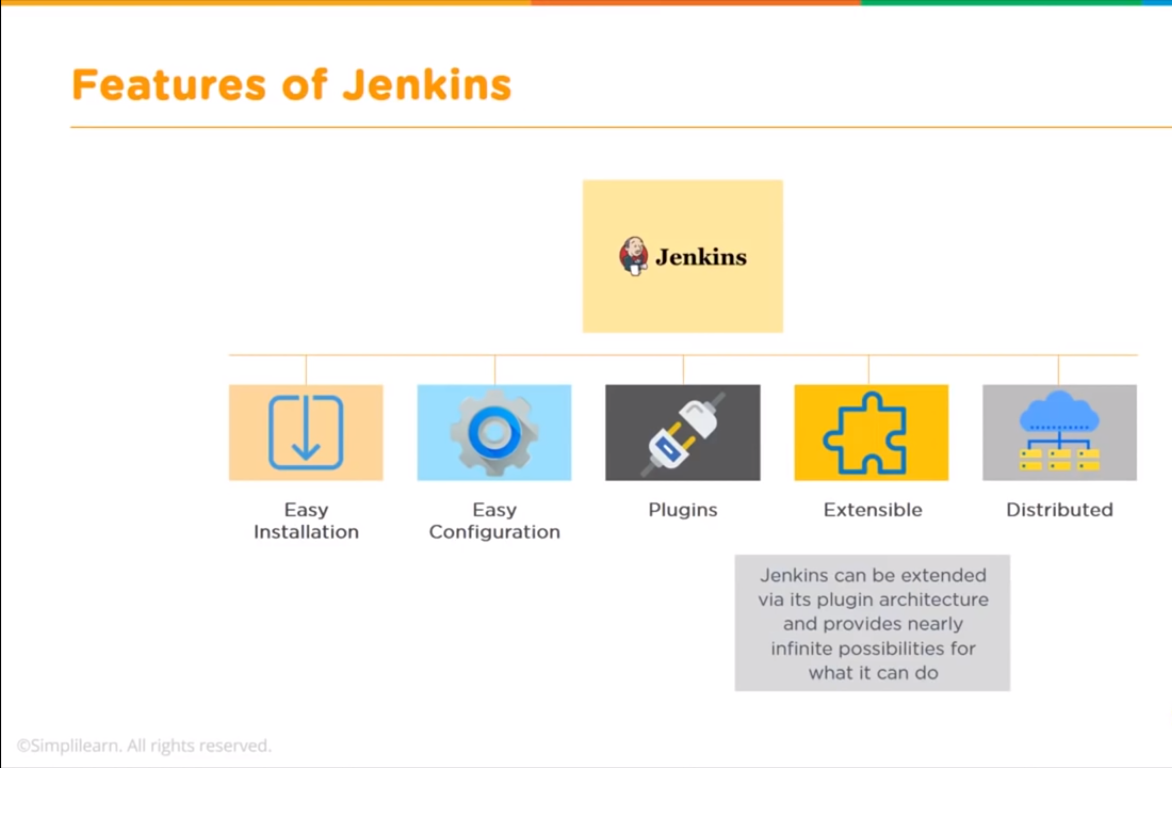 Features of Jenkins
Jenkins
Easy
Installation
Easy
Configuration
Plugins
Extensible
Distributed
Jenkins can be extended
via its plugin architecture
and provides nearly
infinite possibilities for
what it can do
©Simplilearn. All rights reserved.